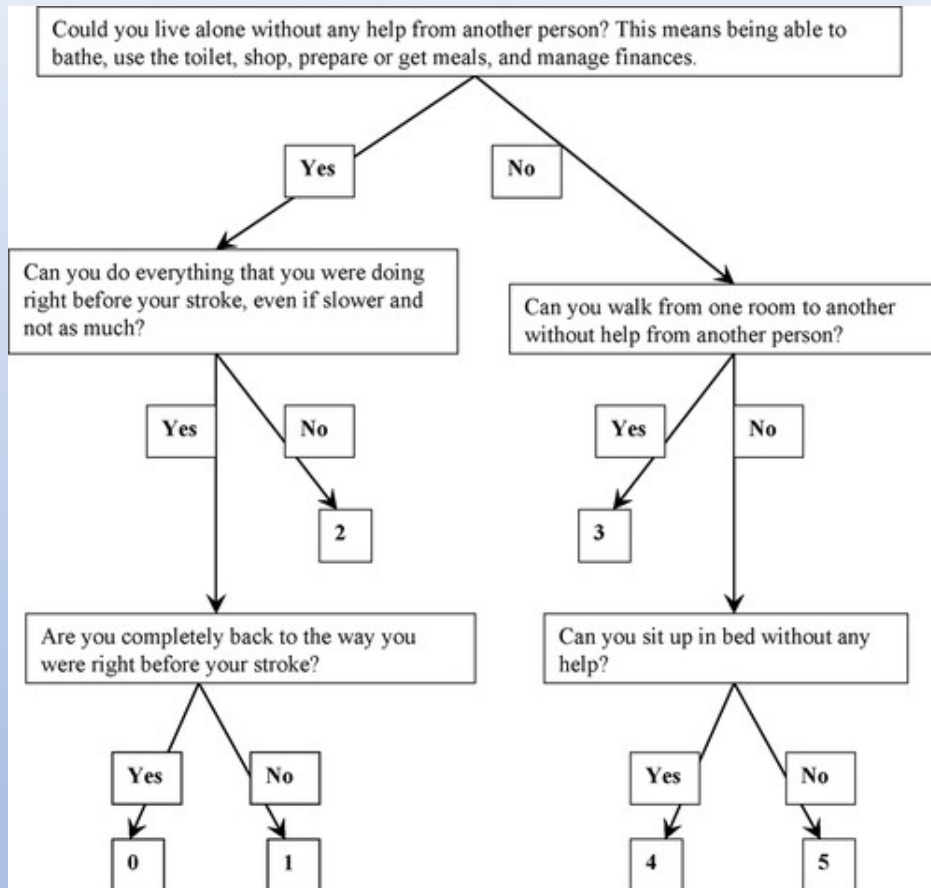 Could you live alone without any help from another person? This means being able to
bathe, use the toilet, shop, prepare or get meals, and manage finances.
Yes
No
Can you do everything that you were doing
right before your stroke, even if slower and
not as much?
Can you walk from one room to another
without help from another person?
Yes
No
Yes
No
2
3
Are you completely back to the way you
were right before your stroke?
Can you sit up in bed without any
help?
Yes
No
Yes
No
0
1
4
5